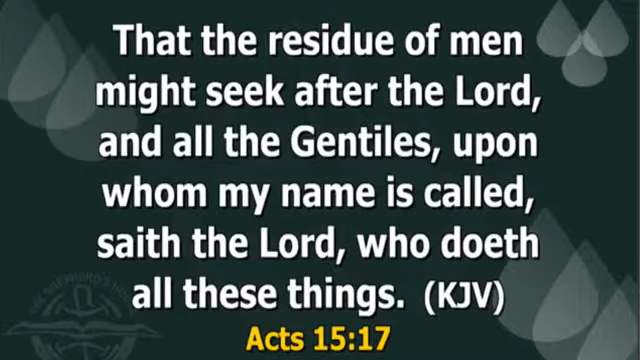 That the residue of men
might seek after the Lord,
and all the Gentiles, upon
whom my name is called,
saith the Lord, who doeth
all these things. (KJV)
Acts 15:17